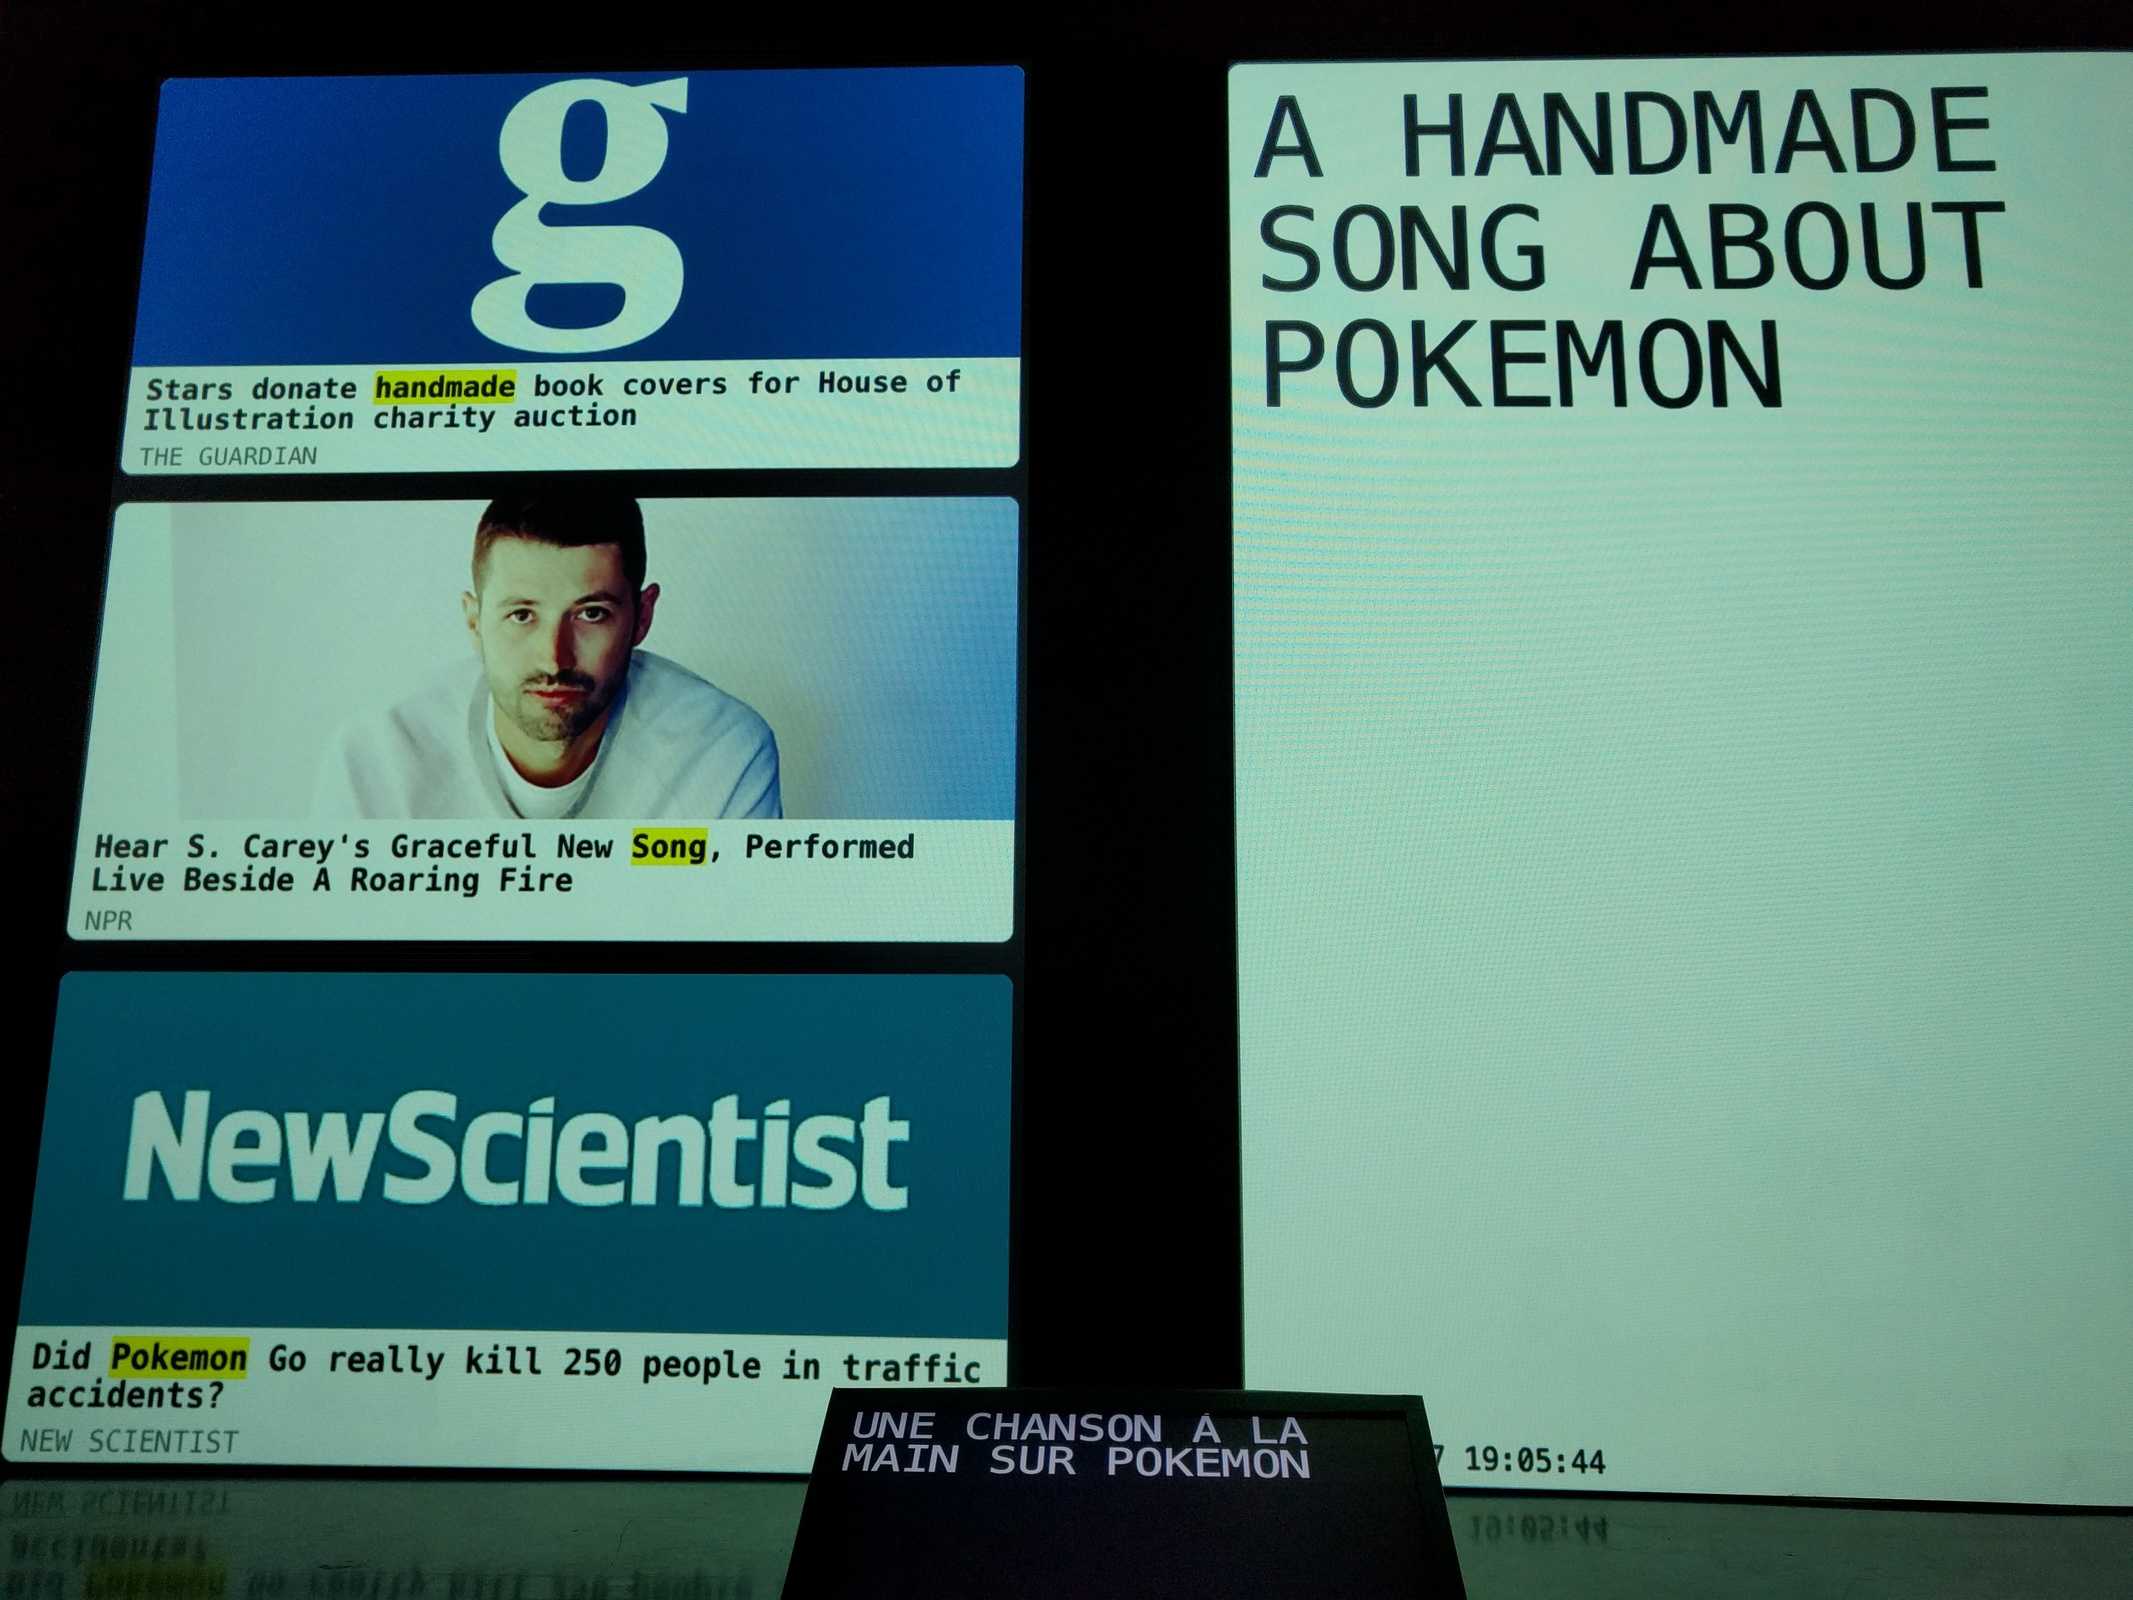 g
Stars donate handmade book covers for House of
Illustration charity auction
THE GUARDIAN
Hear S. Carey's Graceful New Song, Performed
Live Beside A Roaring Fire
NPR
NewScientist
Did Pokemon Go really kill 250 people in traffic
accidents?
NEW SCIENTIST
A HANDMADE
SONG ABOUT
POKEMON
7 19:05:44
UNE CHANSON À LA
MAIN SUR POKEMON